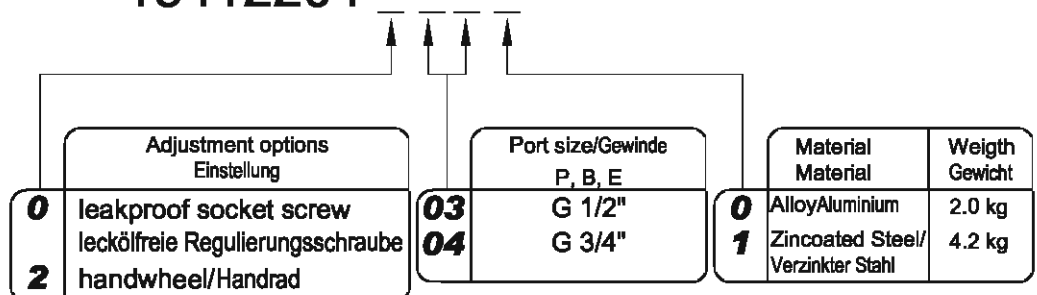 Adjustment options
Einstellung
0 leakproof socket screw
leckölfreie Regulierungsschraube
2 handwheel/Handrad
Port size/Gewinde
P, B, E
03 G 1/2"
04 G 3/4"
Material Weigth
Material Gewicht
0 AlloyAluminium 2.0 kg
1 Zincoated Steel/ 4.2 kg
Verzinkter Stahl